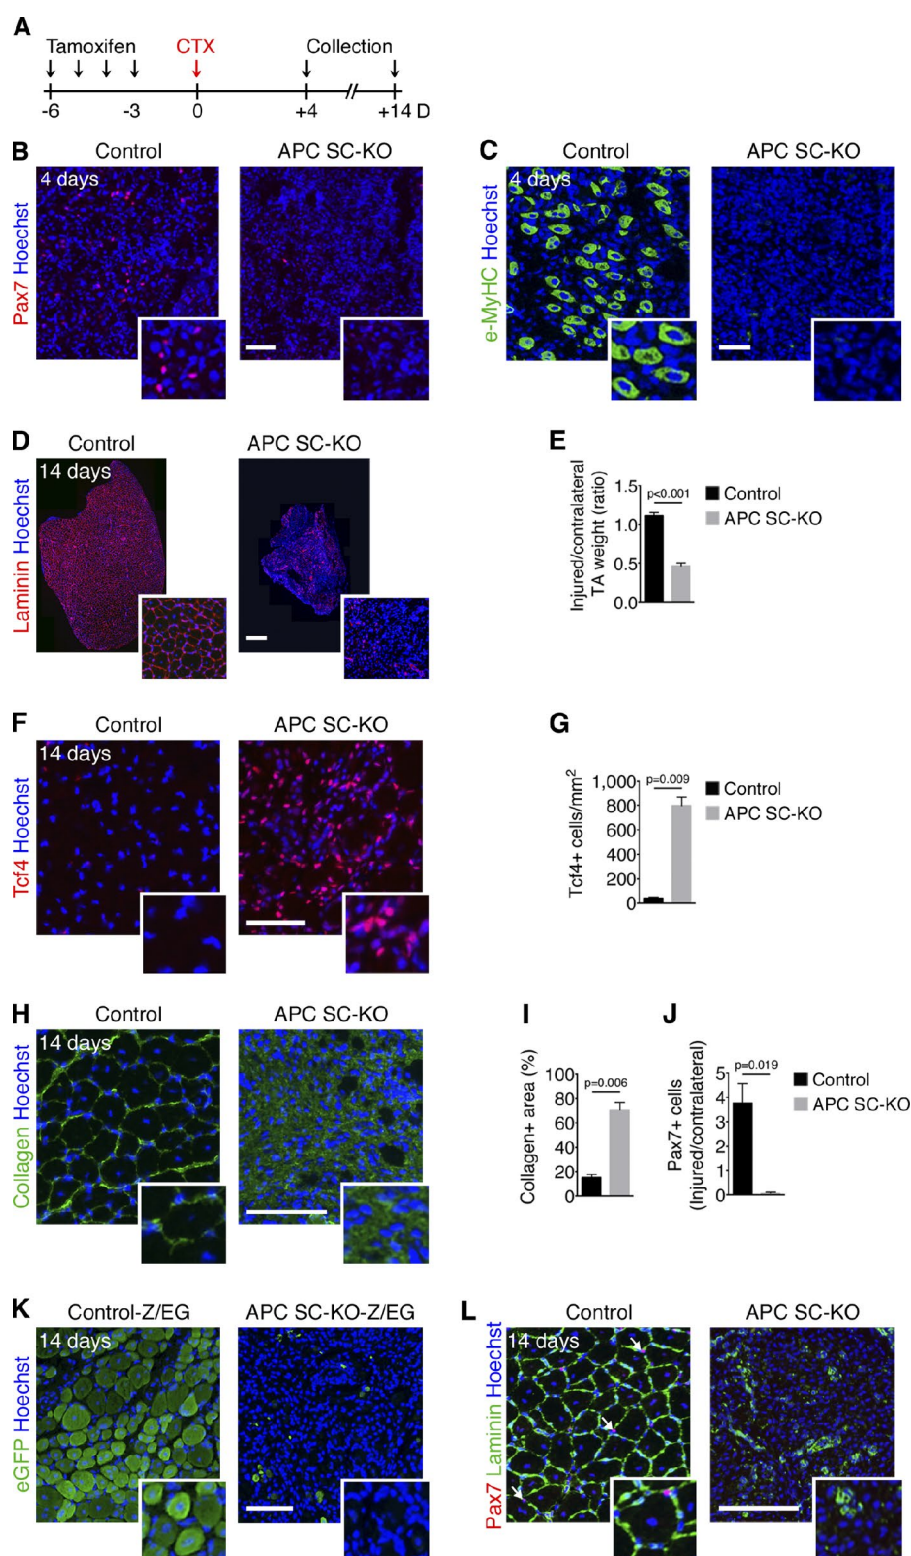 A
Tamoxifen CTX Collection
-6 -3 0 +4 +14 D
B Control APC SC-KO
4 days
Pax7 Hoechst
C Control APC SC-KO
4 days
e-MyHC Hoechst
D Control APC SC-KO
14 days
Laminin Hoechst
E
Injured/contralateral
TA weight (ratio)
1.5
1.0
0.5
0.0
p<0.001
Control
APC SC-KO
F Control APC SC-KO
14 days
Tcf4 Hoechst
G
Tcf4+ cells/mm2
1,000
800
600
400
200
0
p=0.009
Control
APC SC-KO
H Control APC SC-KO
14 days
Collagen Hoechst
I
Collagen+ area (%)
100
80
60
40
20
0
p=0.006
J
Pax7+ cells
(Injured/contralateral)
5
4
3
2
1
0
p=0.019
Control
APC SC-KO
K Control-Z/EG APC SC-KO-Z/EG
14 days
eGFP Hoechst
L Control APC SC-KO
14 days
Pax7 Laminin Hoechst